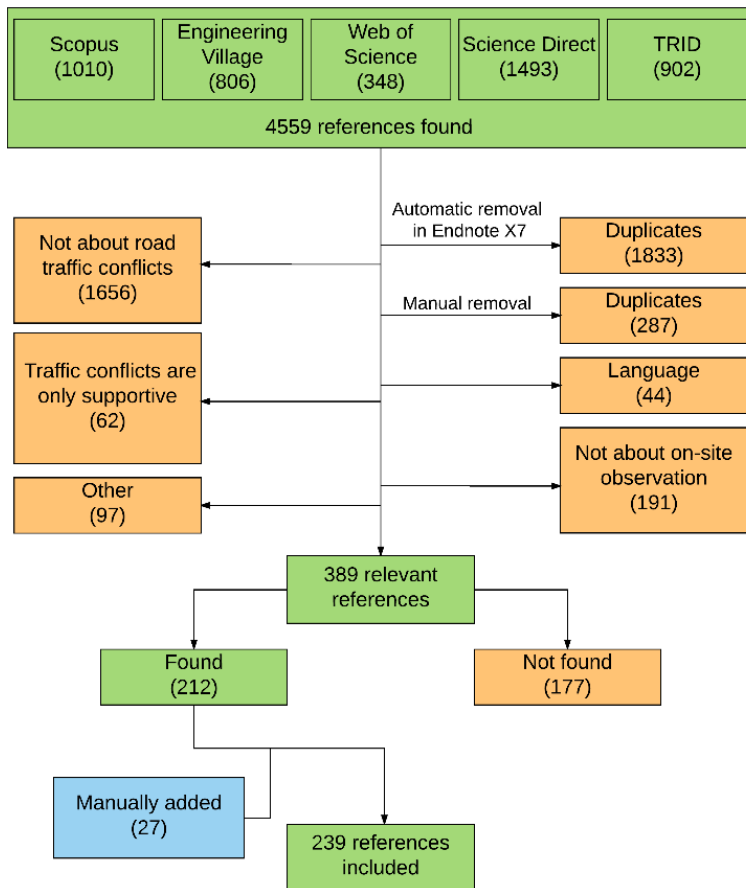 Scopus
(1010)
Engineering
Village
(806)
Web of
Science
(348)
Science Direct
(1493)
TRID
(902)
4559 references found
Automatic removal
in Endnote X7
Duplicates
(1833)
Not about road
traffic conflicts
(1656)
Manual removal
Duplicates
(287)
Traffic conflicts are
only supportive
(62)
Language
(44)
Not about on-site
observation
(191)
Other
(97)
389 relevant
references
Found
(212)
Not found
(177)
Manually added
(27)
239 references
included